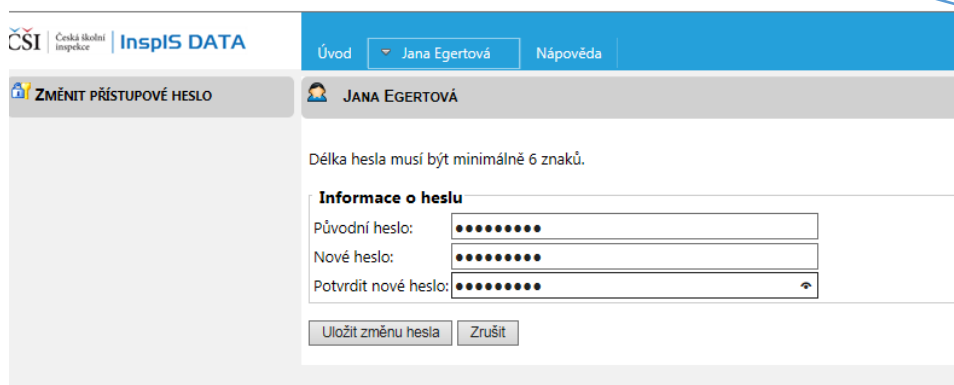 ČŠI Česká školní inspekce InspIS DATA
Úvod Jana Egertová Nápověda
ZMĚNIT PŘÍSTUPOVÉ HESLO
JANA EGERTOVÁ
Délka hesla musí být minimálně 6 znaků.
Informace o heslu
Původní heslo: ●●●●●●●●●
Nové heslo: ●●●●●●●●●
Potvrdit nové heslo: ●●●●●●●●●
Uložit změnu hesla Zrušit